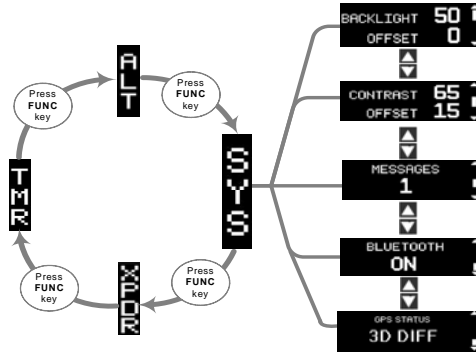 ALT
Press
FUNC
key
Press
FUNC
key
SYS
TMR
XPDR
Press
FUNC
key
Press
FUNC
key
BACKLIGHT 50
OFFSET 0
CONTRAST 65
OFFSET 15
MESSAGES
1
BLUETOOTH
ON
GPS STATUS
3D DIFF